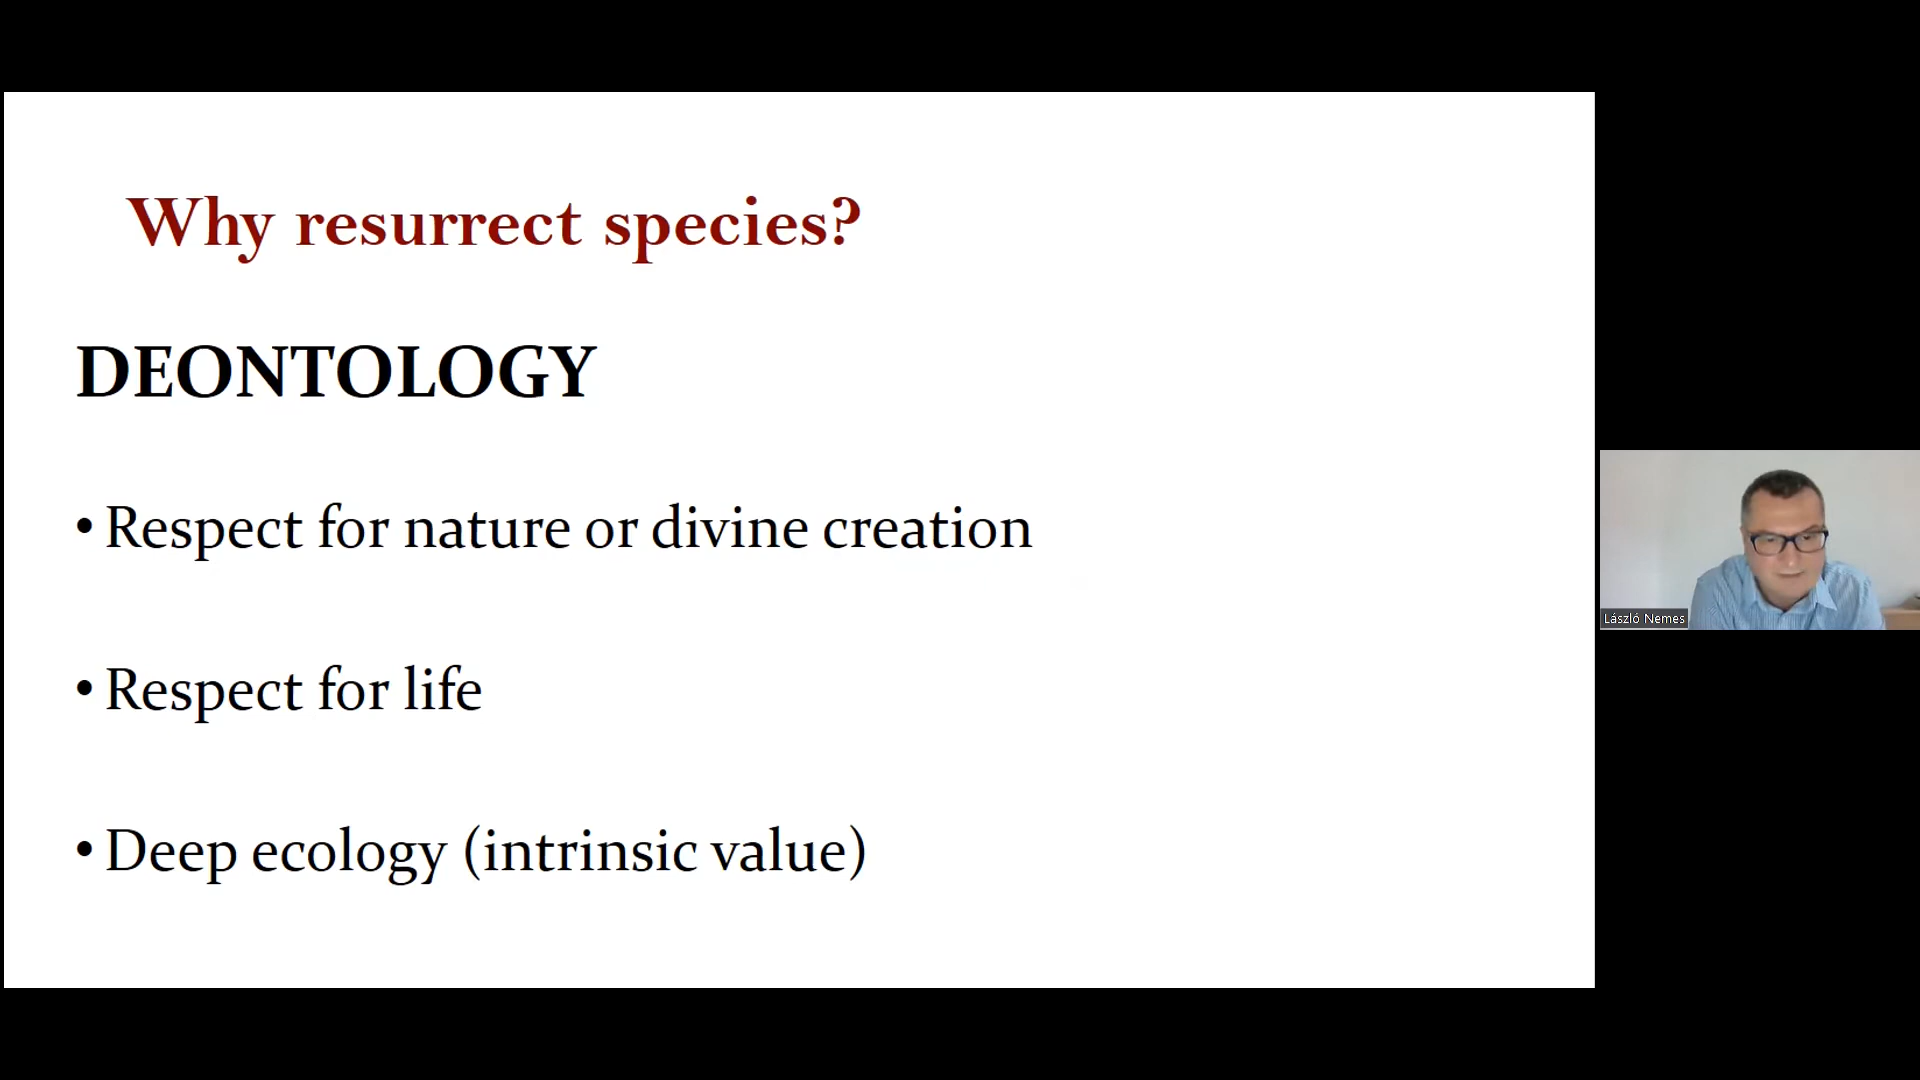 Why resurrect species?
DEONTOLOGY
• Respect for nature or divine creation
• Respect for life
• Deep ecology (intrinsic value)
László Nemes